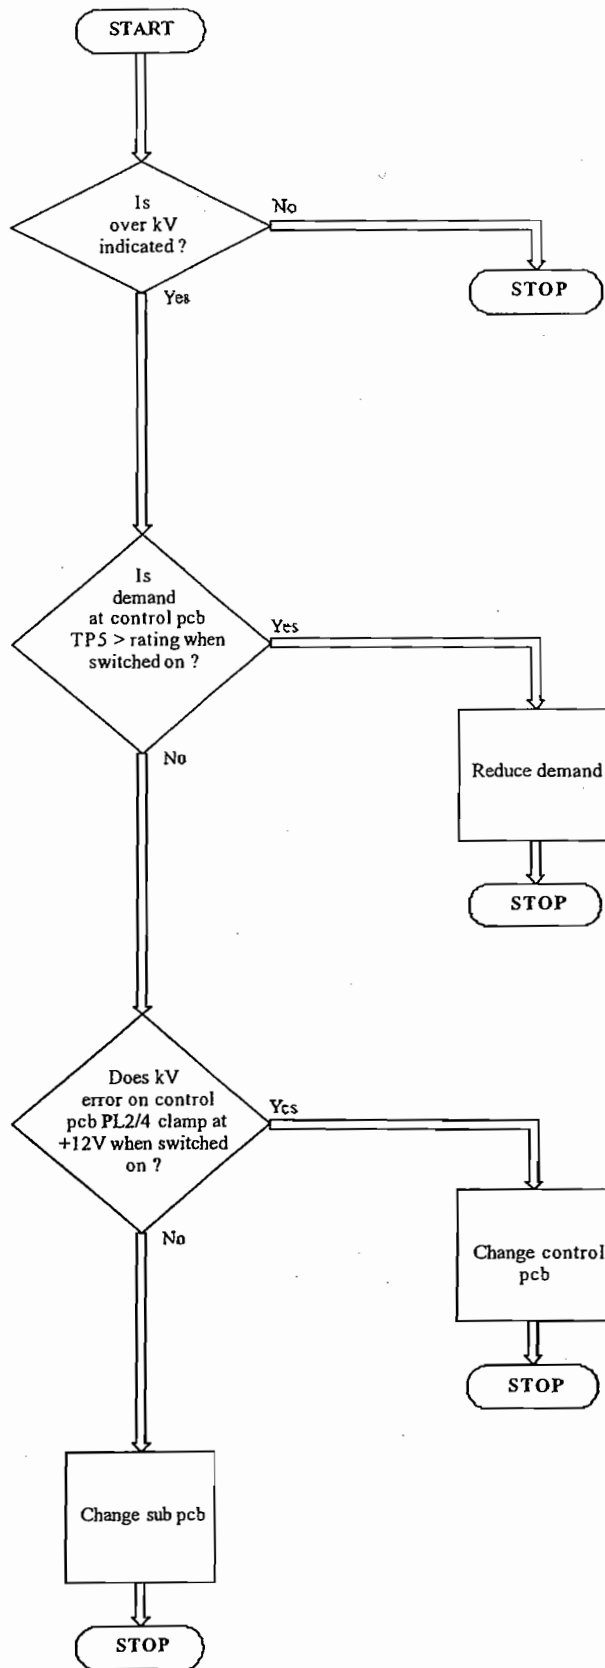 START
Is
over kV
indicated ?
No
STOP
Yes
Is
demand
at control pcb
TP5 > rating when
switched on ?
Yes
Reduce demand
STOP
No
Does kV
error on control
pcb PL2/4 clamp at
+12V when switched
on ?
Yes
Change control
pcb
STOP
No
Change sub pcb
STOP